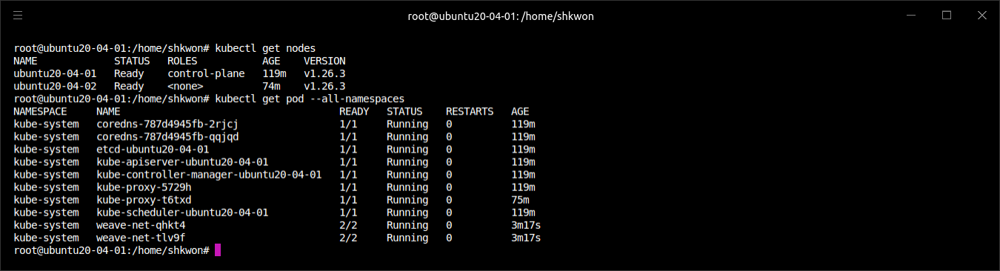 root@ubuntu20-04-01: /home/shkwon
root@ubuntu20-04-01:/home/shkwon# kubectl get nodes
NAME             STATUS   ROLES           AGE    VERSION
ubuntu20-04-01   Ready    control-plane   119m   v1.26.3
ubuntu20-04-02   Ready    <none>          74m    v1.26.3
root@ubuntu20-04-01:/home/shkwon# kubectl get pod --all-namespaces
NAMESPACE     NAME                                     READY   STATUS    RESTARTS   AGE
kube-system   coredns-787d4945fb-2rjcj                 1/1     Running   0          119m
kube-system   coredns-787d4945fb-qqjqd                 1/1     Running   0          119m
kube-system   etcd-ubuntu20-04-01                      1/1     Running   0          119m
kube-system   kube-apiserver-ubuntu20-04-01            1/1     Running   0          119m
kube-system   kube-controller-manager-ubuntu20-04-01   1/1     Running   0          119m
kube-system   kube-proxy-5729h                         1/1     Running   0          119m
kube-system   kube-proxy-t6txd                         1/1     Running   0          75m
kube-system   kube-scheduler-ubuntu20-04-01            1/1     Running   0          119m
kube-system   weave-net-qhkt4                          2/2     Running   0          3m17s
kube-system   weave-net-tlv9f                          2/2     Running   0          3m17s
root@ubuntu20-04-01:/home/shkwon#